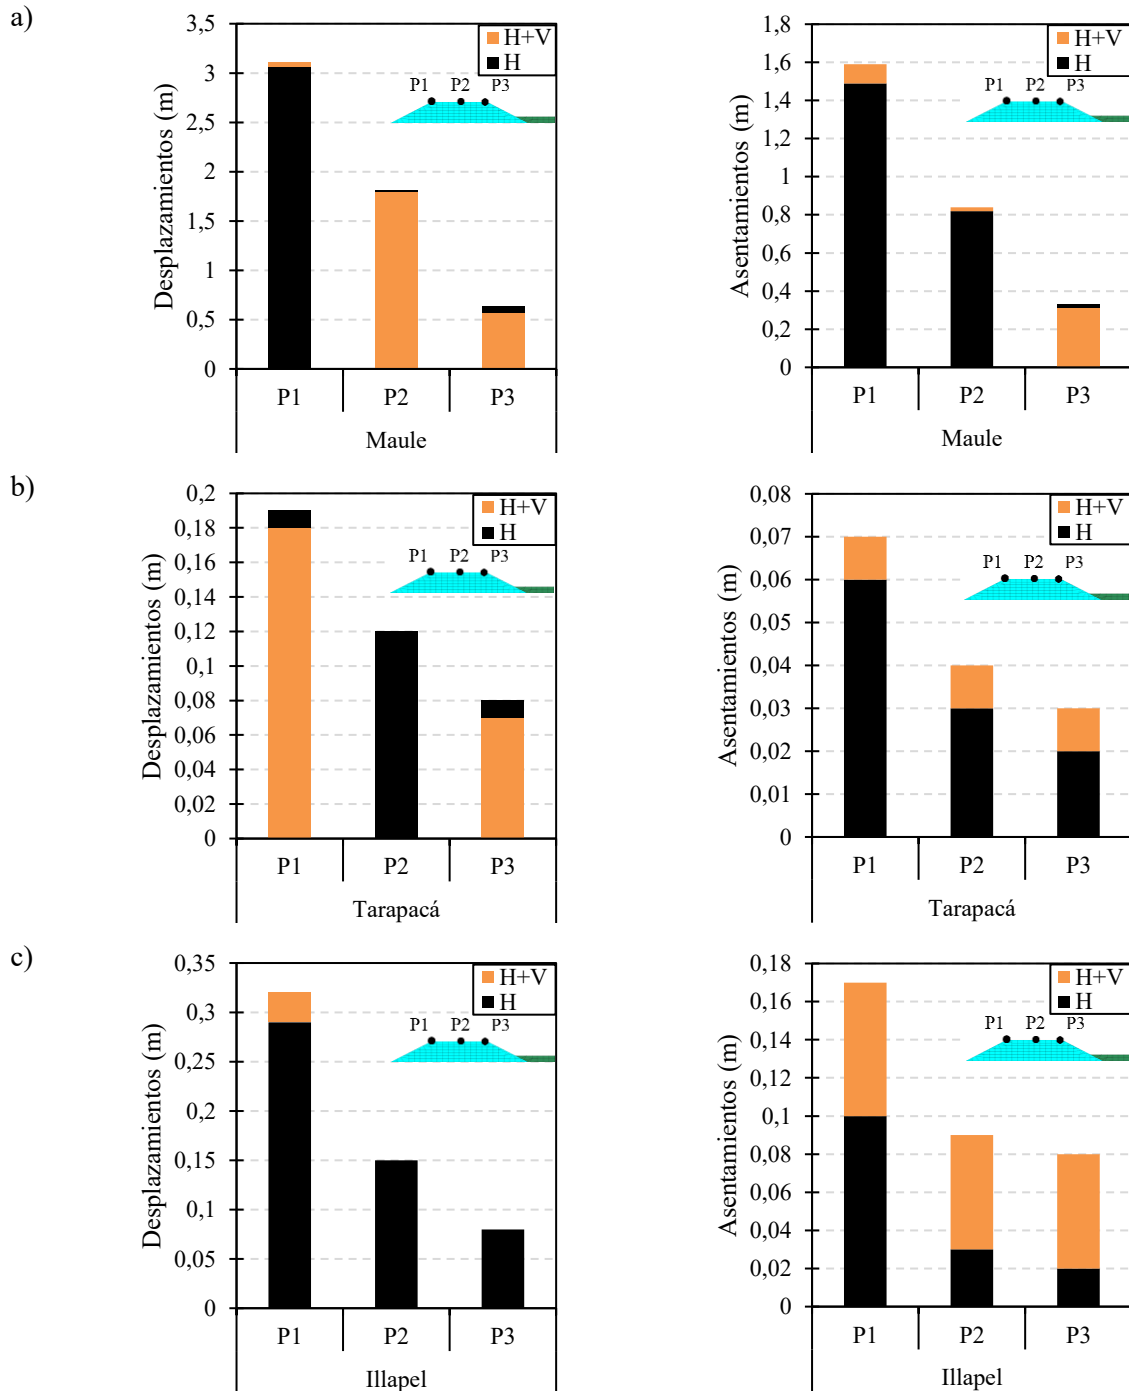 a)
3,5
3
2,5
2
1,5
1
0,5
0
Desplazamientos (m)
H+V
H
P1 P2 P3
P1 P2 P3
Maule
1,8
1,6
1,4
1,2
1
0,8
0,6
0,4
0,2
0
Asentamientos (m)
H+V
H
P1 P2 P3
P1 P2 P3
Maule
b)
0,2
0,18
0,16
0,14
0,12
0,1
0,08
0,06
0,04
0,02
0
Desplazamientos (m)
H+V
H
P1 P2 P3
P1 P2 P3
Tarapacá
0,08
0,07
0,06
0,05
0,04
0,03
0,02
0,01
0
Asentamientos (m)
H+V
H
P1 P2 P3
P1 P2 P3
Tarapacá
c)
0,35
0,3
0,25
0,2
0,15
0,1
0,05
0
Desplazamientos (m)
H+V
H
P1 P2 P3
P1 P2 P3
Illapel
0,18
0,16
0,14
0,12
0,1
0,08
0,06
0,04
0,02
0
Asentamientos (m)
H+V
H
P1 P2 P3
P1 P2 P3
Illapel